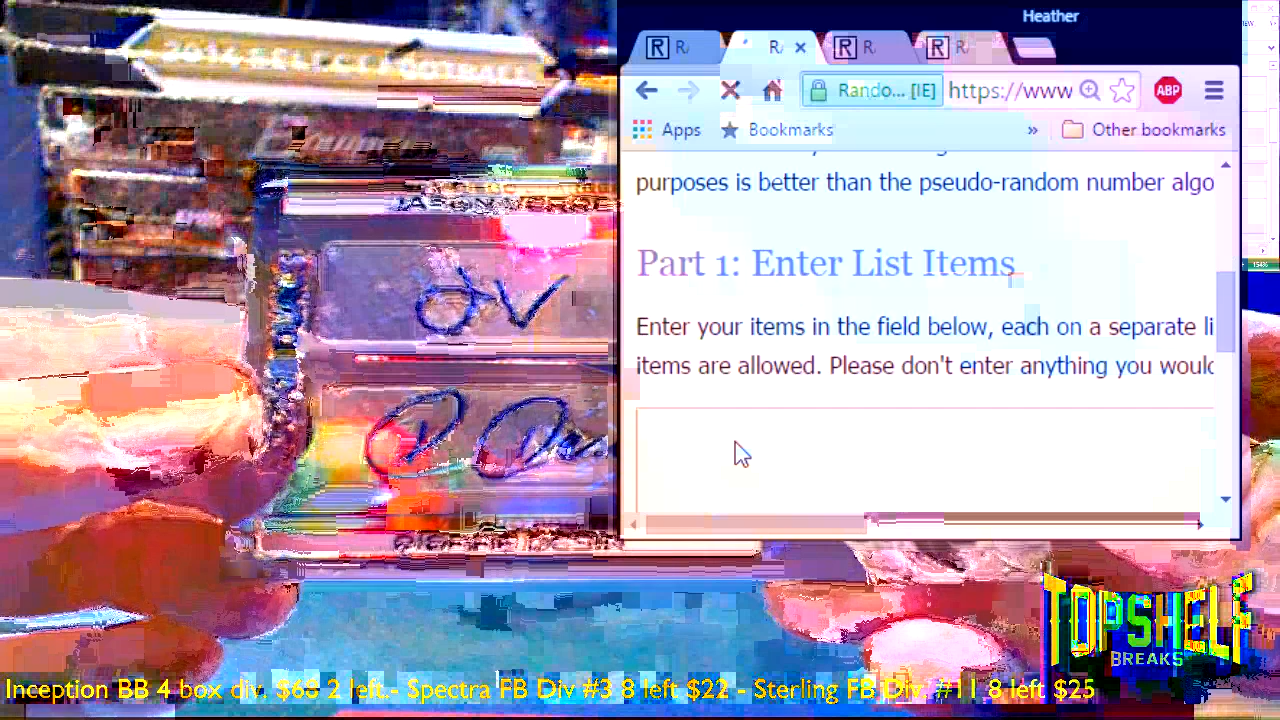 Heather
Rando... [IE]
https://www
ABP
Apps
Bookmarks
»
Other bookmarks
purposes is better than the pseudo-random number algo
Part 1: Enter List Items
Enter your items in the field below, each on a separate li
items are allowed. Please don't enter anything you would
TOPSHELF
BREAKS
Inception BB 4 box div. $63 2 left.- Spectra FB Div #3 8 left $22 - Sterling FB Div. #11 8 left $25